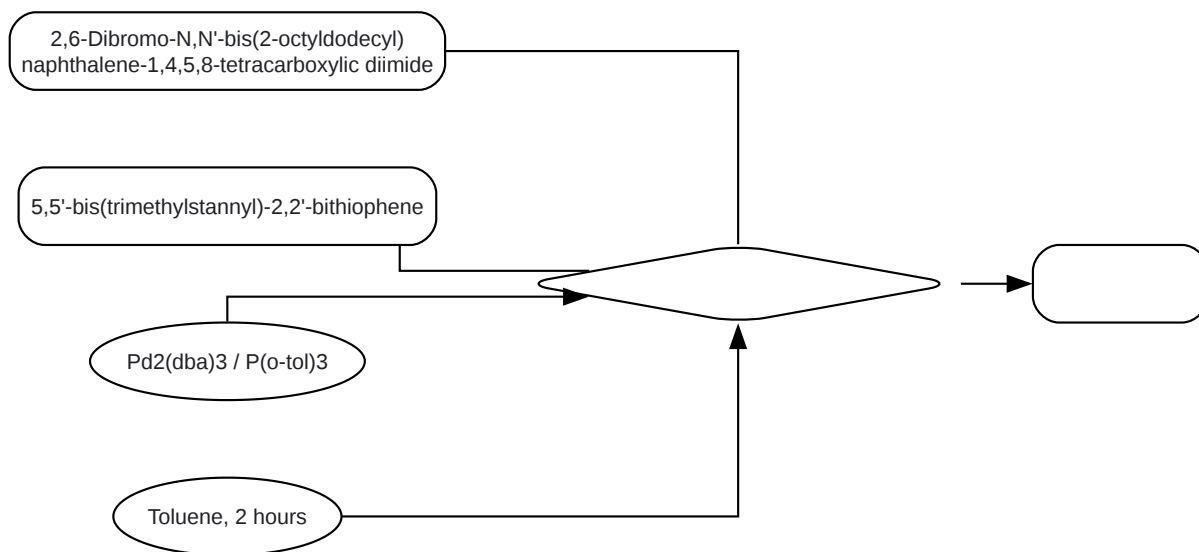 2,6-Dibromo-N,N'-bis(2-octyldodecyl)
naphthalene-1,4,5,8-tetracarboxylic diimide
5,5'-bis(trimethylstannyl)-2,2'-bithiophene
Pd2(dba)3 / P(o-tol)3
Toluene, 2 hours